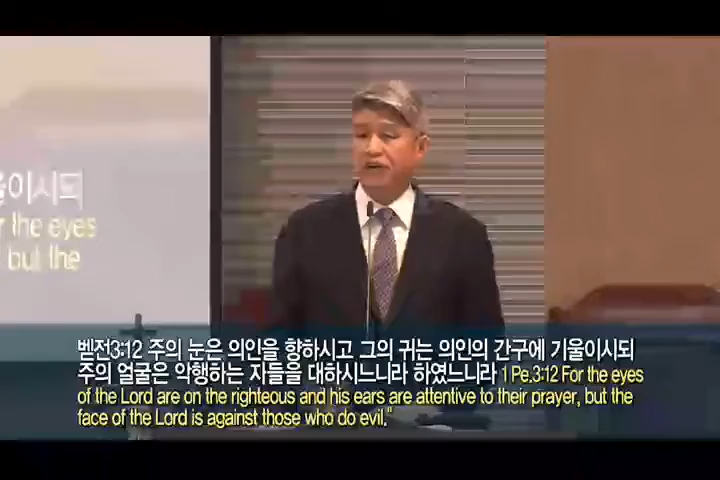 이시되
the eyes
but the
벧전3:12 주의 눈은 의인을 향하시고 그의 귀는 의인의 간구에 기울이시되
주의 얼굴은 악행하는 자들을 대하시느니라 하였느니라 1 Pe.3:12 For the eyes
of the Lord are on the righteous and his ears are attentive to their prayer, but the
face of the Lord is against those who do evil."